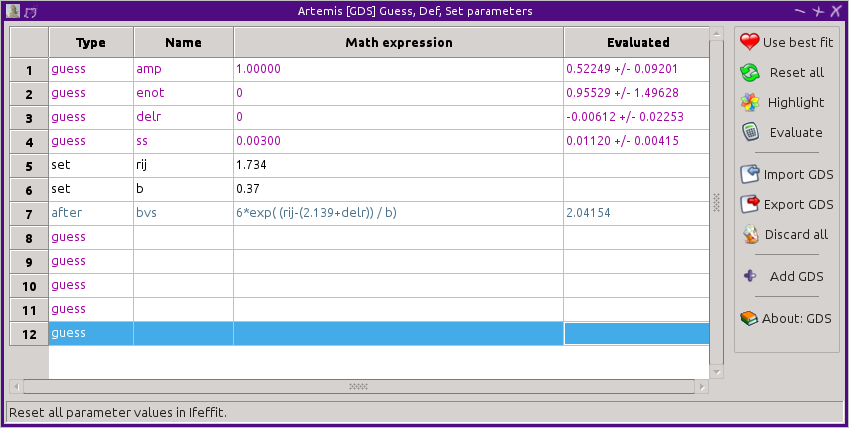 Artemis [GDS] Guess, Def, Set parameters
Type Name Math expression Evaluated
1 guess amp 1.00000 0.52249 +/- 0.09201
2 guess enot 0 0.95529 +/- 1.49628
3 guess delr 0 -0.00612 +/- 0.02253
4 guess ss 0.00300 0.01120 +/- 0.00415
5 set rij 1.734
6 set b 0.37
7 after bvs 6*exp( (rij-(2.139+delr)) / b) 2.04154
8 guess
9 guess
10 guess
11 guess
12 guess
Use best fit
Reset all
Highlight
Evaluate
Import GDS
Export GDS
Discard all
Add GDS
About: GDS
Reset all parameter values in Ifeffit.